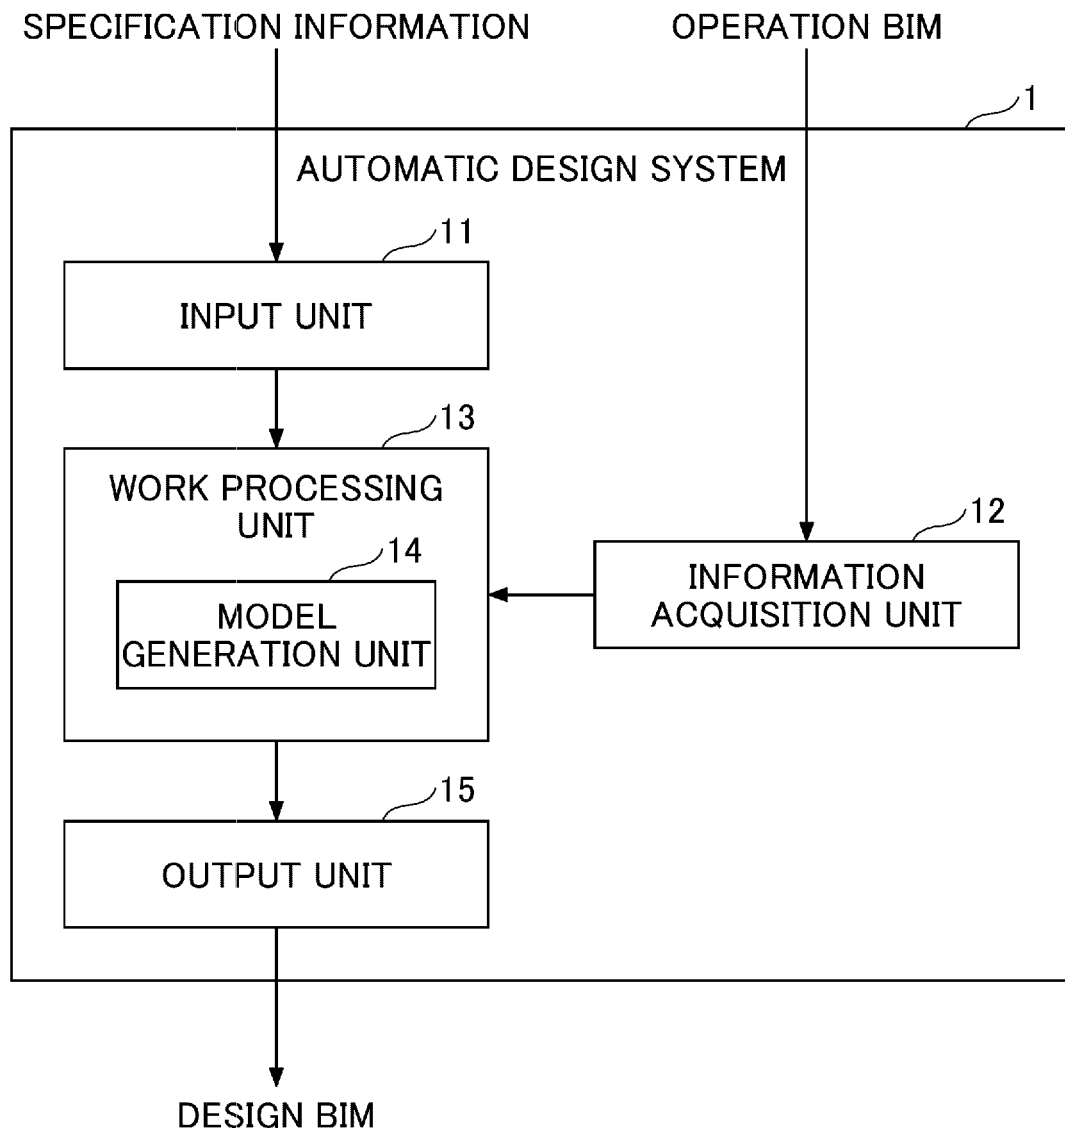 SPECIFICATION INFORMATION
OPERATION BIM
1
AUTOMATIC DESIGN SYSTEM
11
INPUT UNIT
13
WORK PROCESSING
UNIT
14
MODEL
GENERATION UNIT
12
INFORMATION
ACQUISITION UNIT
15
OUTPUT UNIT
DESIGN BIM